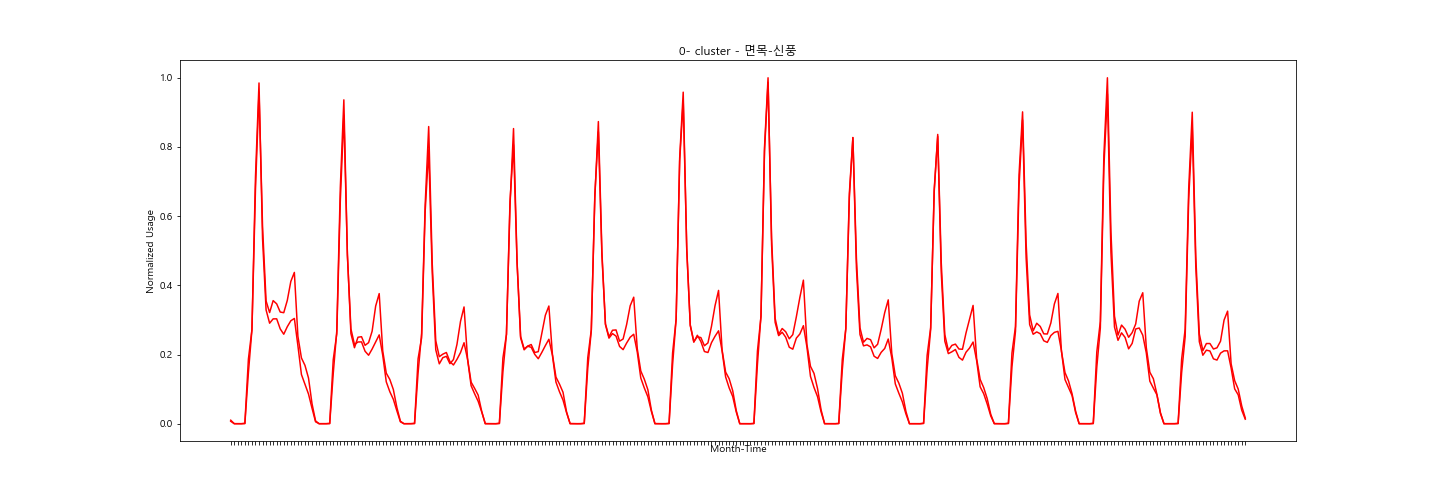 0- cluster - 면목-신풍
1.0
0.8
0.6
0.4
0.2
0.0
Normalized Usage
Month-Time